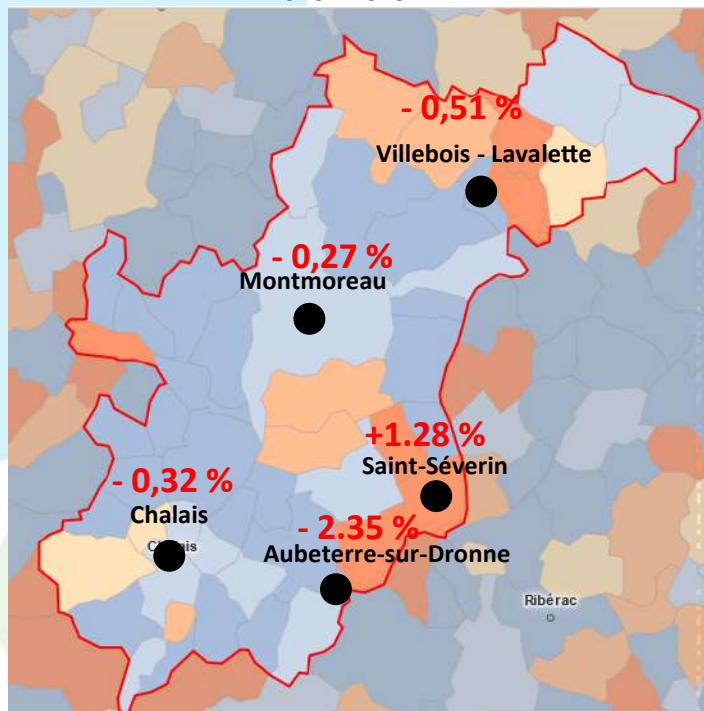 - 0,51 %
Villebois - Lavalette
- 0,27 %
Montmoreau
+1.28 %
Saint-Séverin
- 0,32 %
Chalais
- 2.35 %
Aubeterre-sur-Dronne
Ribérac